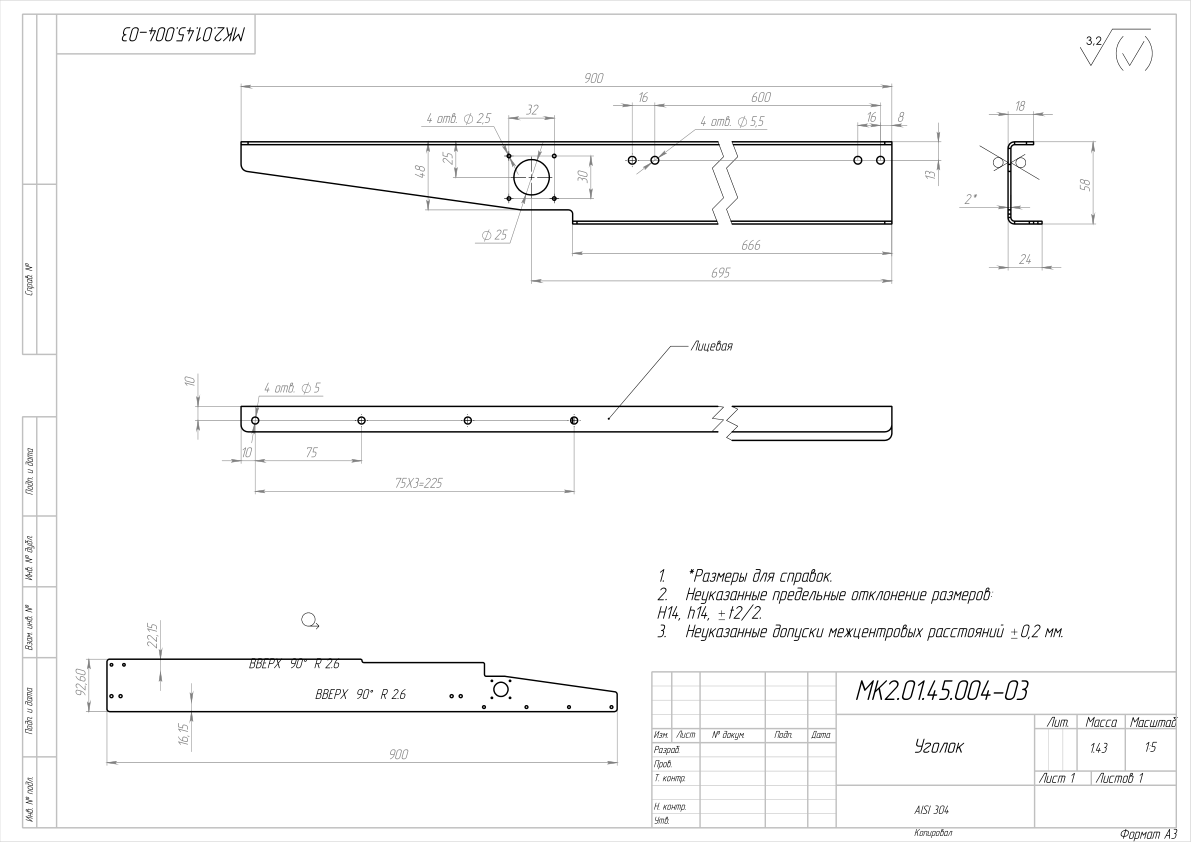 МК2.01.45.004-03
3,2
900
16
600
32
4 отв. ∅ 2,5
4 отв. ∅ 5,5
16
8
18
25
48
30
13
58
2*
∅ 25
666
24
695
Лицевая
10
4 отв. ∅ 5
10
75
75Х3=225
1. *Размеры для справок.
2. Неуказанные предельные отклонение размеров:
H14, h14, ±t2/2.
3. Неуказанные допуски межцентровых расстояний ±0,2 мм.
22,15
ВВЕРХ 90° R 2.6
92,60
ВВЕРХ 90° R 2.6
16,15
900
Справ. №
Подп. и дата
Инв. № дубл.
Взам. инв. №
Подп. и дата
Инв. № подл.
МК2.01.45.004-03
Изм. Лист № докум. Подп. Дата
Разраб.
Пров.
Т. контр.
Н. контр.
Утв.
Уголок
Лит. Масса Масштаб
1.43 1:5
Лист 1 Листов 1
AISI 304
Копировал Формат А3